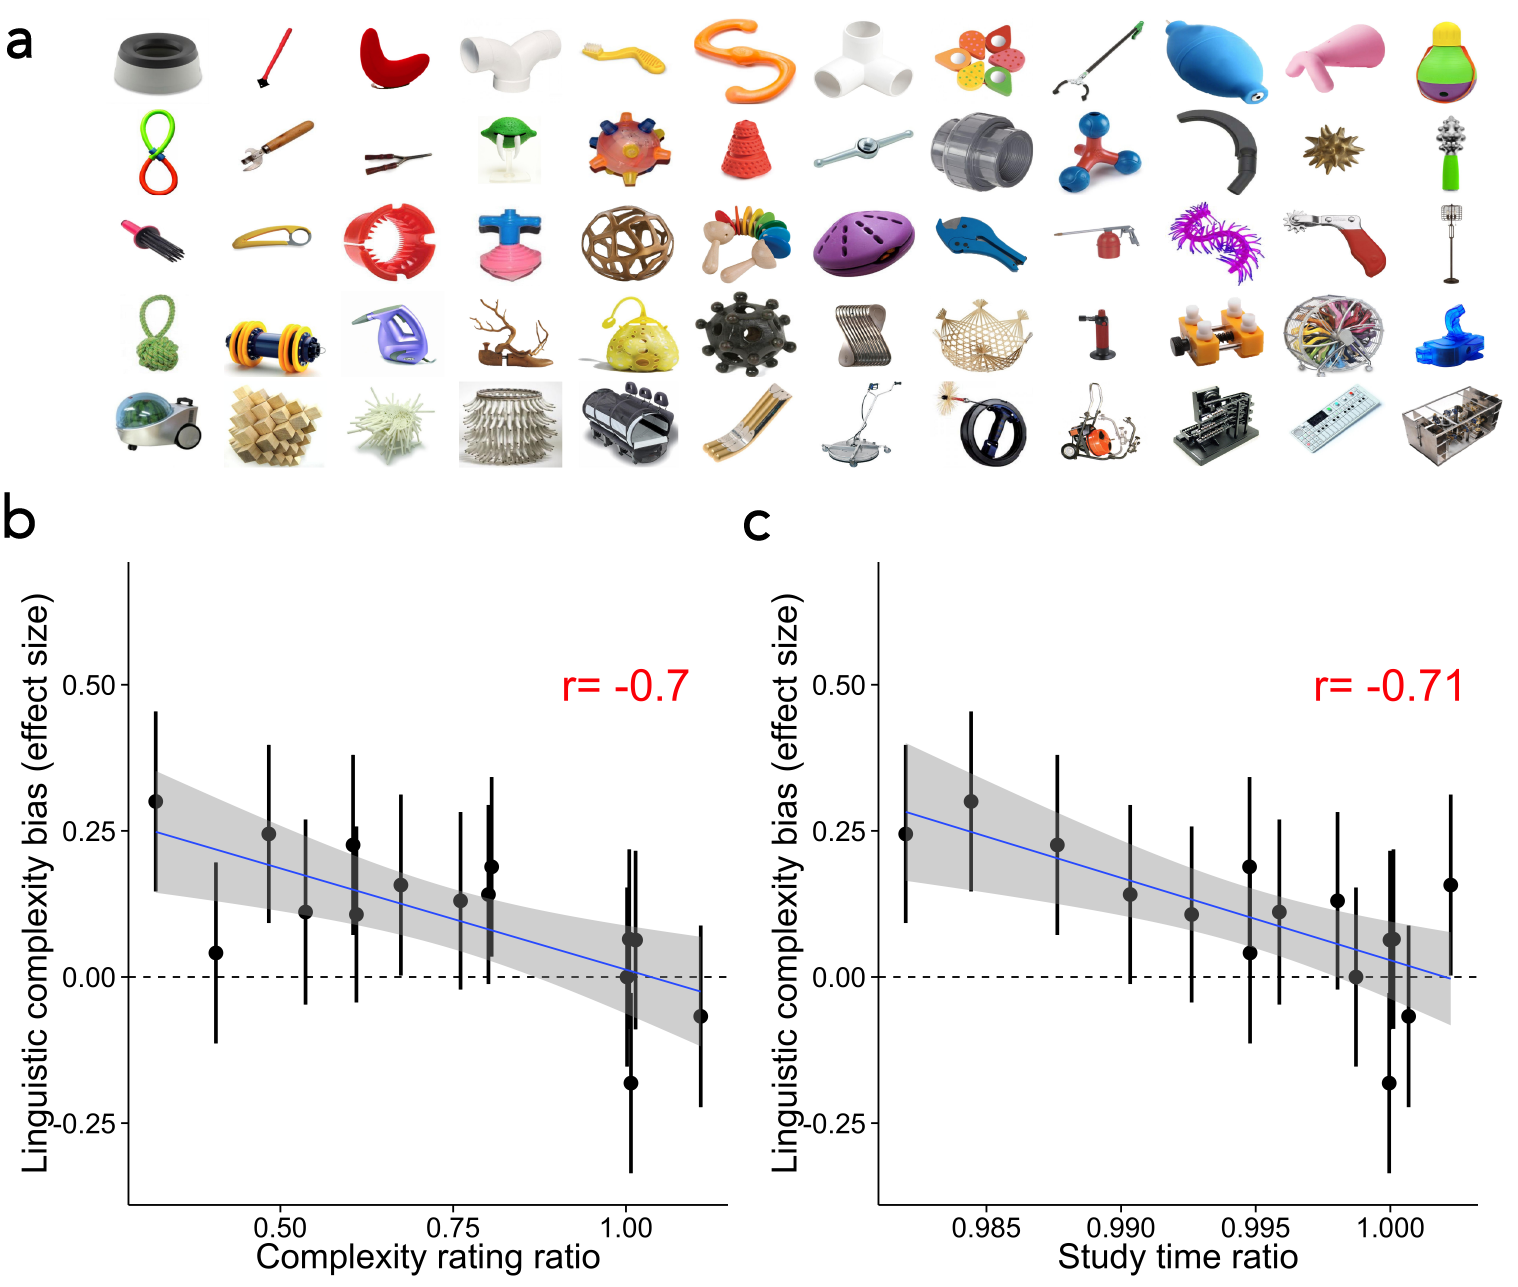 a
b
c
Linguistic complexity bias (effect size)
0.50
0.25
0.00
-0.25
r= -0.7
0.50
0.75
1.00
Complexity rating ratio
Linguistic complexity bias (effect size)
0.50
0.25
0.00
-0.25
r= -0.71
0.985
0.990
0.995
1.000
Study time ratio